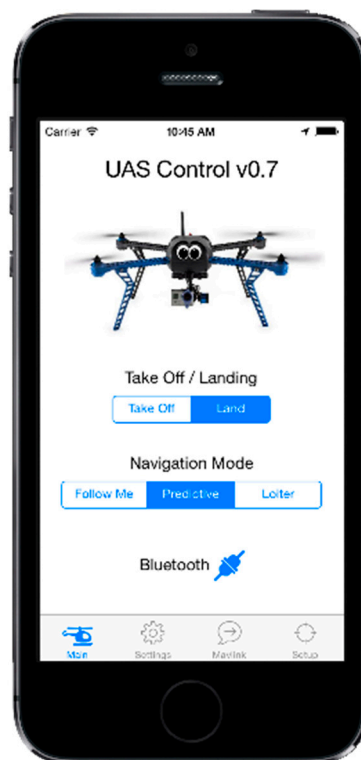 Carrier 10:45 AM
UAS Control v0.7
Take Off / Landing
Take Off Land
Navigation Mode
Follow Me Predictive Loiter
Bluetooth
Main Settings Mavlink Setup